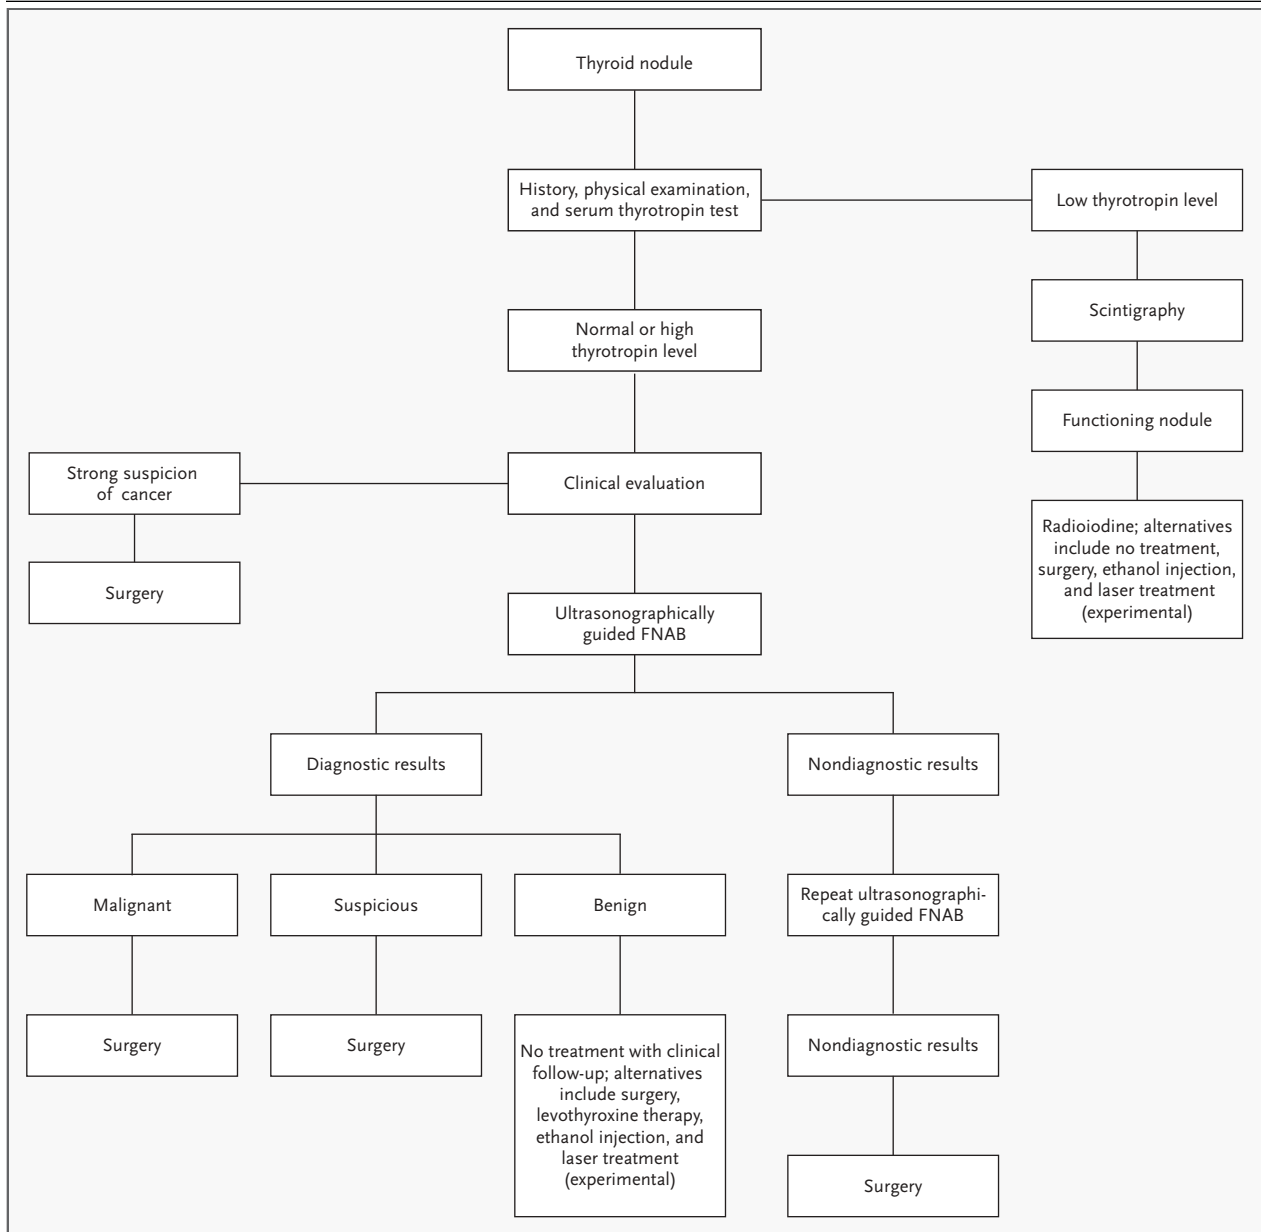 Thyroid nodule
History, physical examination,
and serum thyrotropin test
Low thyrotropin level
Scintigraphy
Normal or high
thyrotropin level
Functioning nodule
Strong suspicion
of cancer
Clinical evaluation
Radioiodine; alternatives
include no treatment,
surgery, ethanol injection,
and laser treatment
(experimental)
Surgery
Ultrasonographically
guided FNAB
Diagnostic results
Nondiagnostic results
Malignant
Suspicious
Benign
Repeat ultrasonographi-
cally guided FNAB
Surgery
Surgery
No treatment with clinical
follow-up; alternatives
include surgery,
levothyroxine therapy,
ethanol injection, and
laser treatment
(experimental)
Nondiagnostic results
Surgery